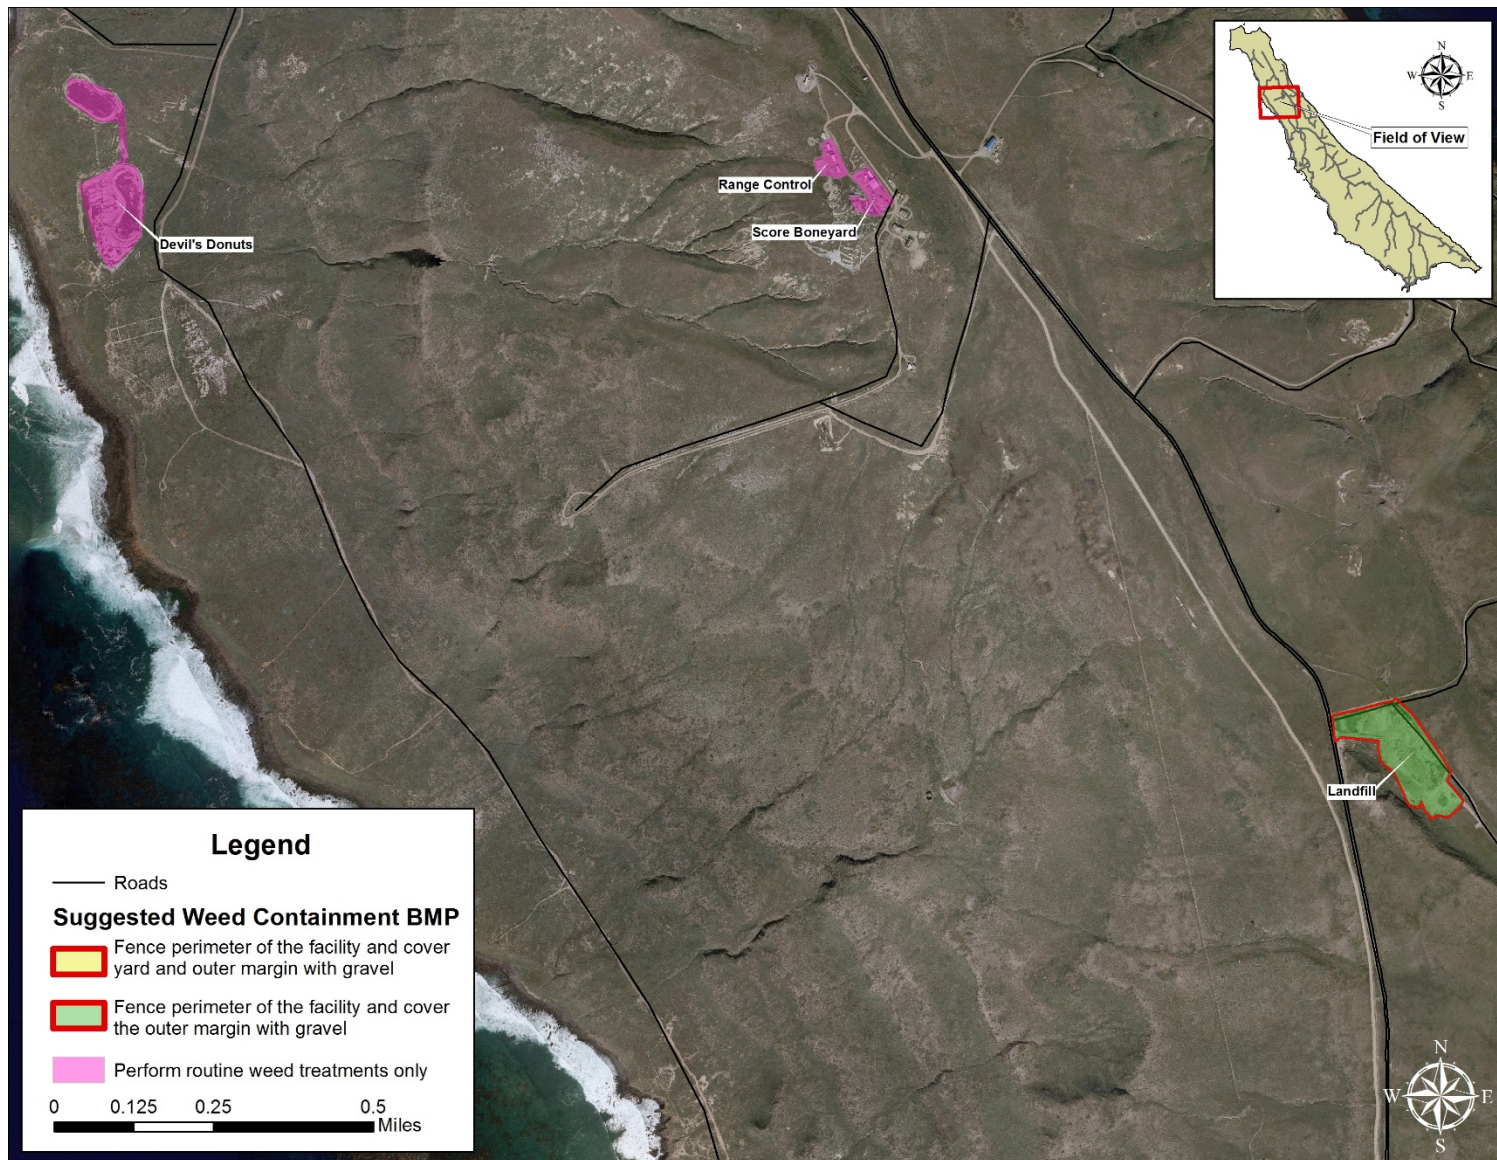 N
W E
S
Field of View
Range Control
Score Boneyard
Devil's Donuts
Landfill
Legend
Roads
Suggested Weed Containment BMP
Fence perimeter of the facility and cover
yard and outer margin with gravel
Fence perimeter of the facility and cover
the outer margin with gravel
Perform routine weed treatments only
0 0.125 0.25 0.5
Miles
N
W E
S